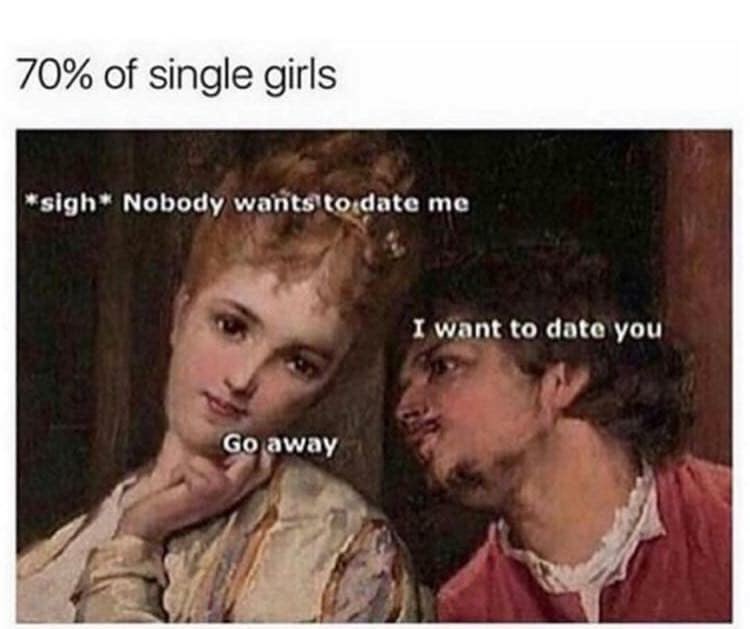 70% of single girls
*sigh* Nobody wants to date me
I want to date you
Go away